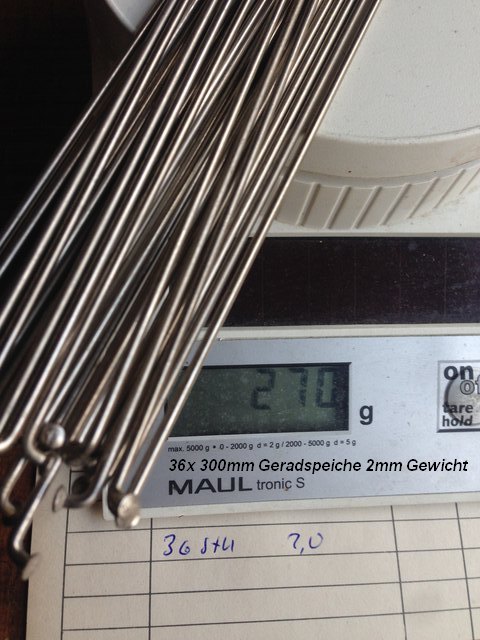 270 g
on
off
tare
hold
max. 5000 g • 0 - 2000 g d = 2 g / 2000 - 5000 g d = 5 g
36x 300mm Geradspeiche 2mm Gewicht
MAUL tronic S
36 Stü 2,0